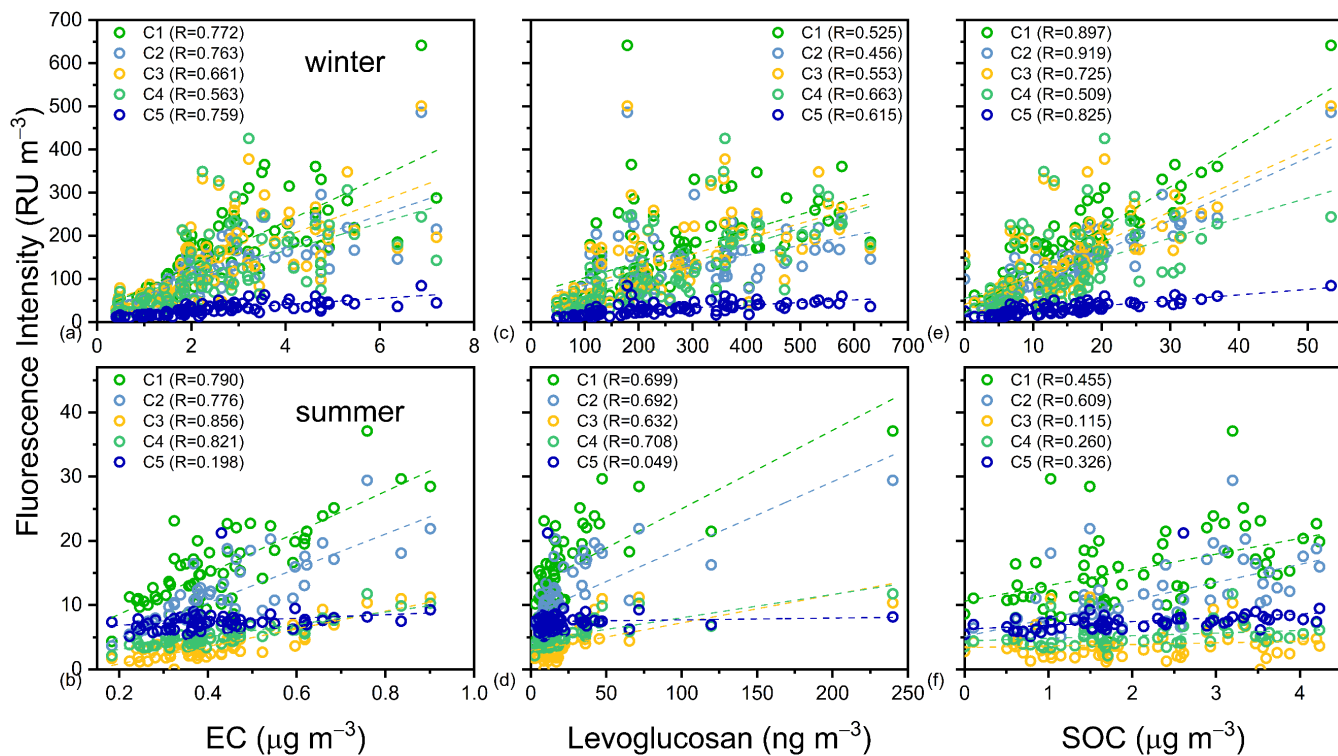 Fluorescence Intensity (RU m⁻³)
700
600
500
400
300
200
100
0
C1 (R=0.772)
C2 (R=0.763)
C3 (R=0.661)
C4 (R=0.563)
C5 (R=0.759)
winter
(a)
0 2 4 6 8
C1 (R=0.525)
C2 (R=0.456)
C3 (R=0.553)
C4 (R=0.663)
C5 (R=0.615)
(c)
0 100 200 300 400 500 600 700
C1 (R=0.897)
C2 (R=0.919)
C3 (R=0.725)
C4 (R=0.509)
C5 (R=0.825)
(e)
0 10 20 30 40 50
40
30
20
10
0
C1 (R=0.790)
C2 (R=0.776)
C3 (R=0.856)
C4 (R=0.821)
C5 (R=0.198)
summer
(b)
0.2 0.4 0.6 0.8 1.0
EC (μg m⁻³)
C1 (R=0.699)
C2 (R=0.692)
C3 (R=0.632)
C4 (R=0.708)
C5 (R=0.049)
(d)
0 50 100 150 200 250
Levoglucosan (ng m⁻³)
C1 (R=0.455)
C2 (R=0.609)
C3 (R=0.115)
C4 (R=0.260)
C5 (R=0.326)
(f)
0 1 2 3 4
SOC (μg m⁻³)